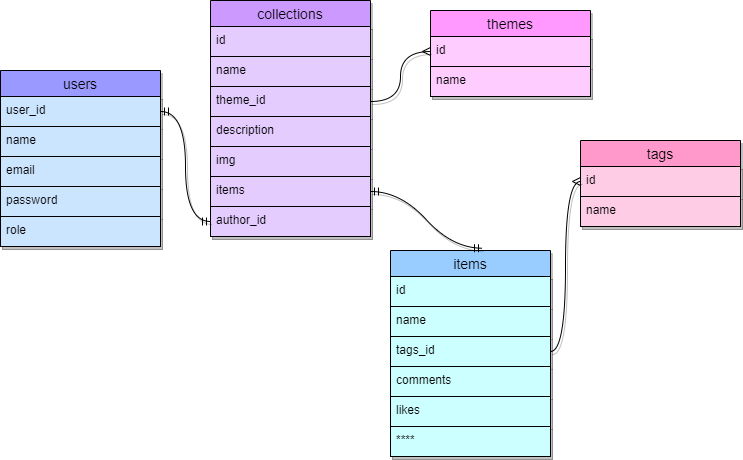 users
user_id
name
email
password
role
collections
id
name
theme_id
description
img
items
author_id
themes
id
name
items
id
name
tags_id
comments
likes
****
tags
id
name